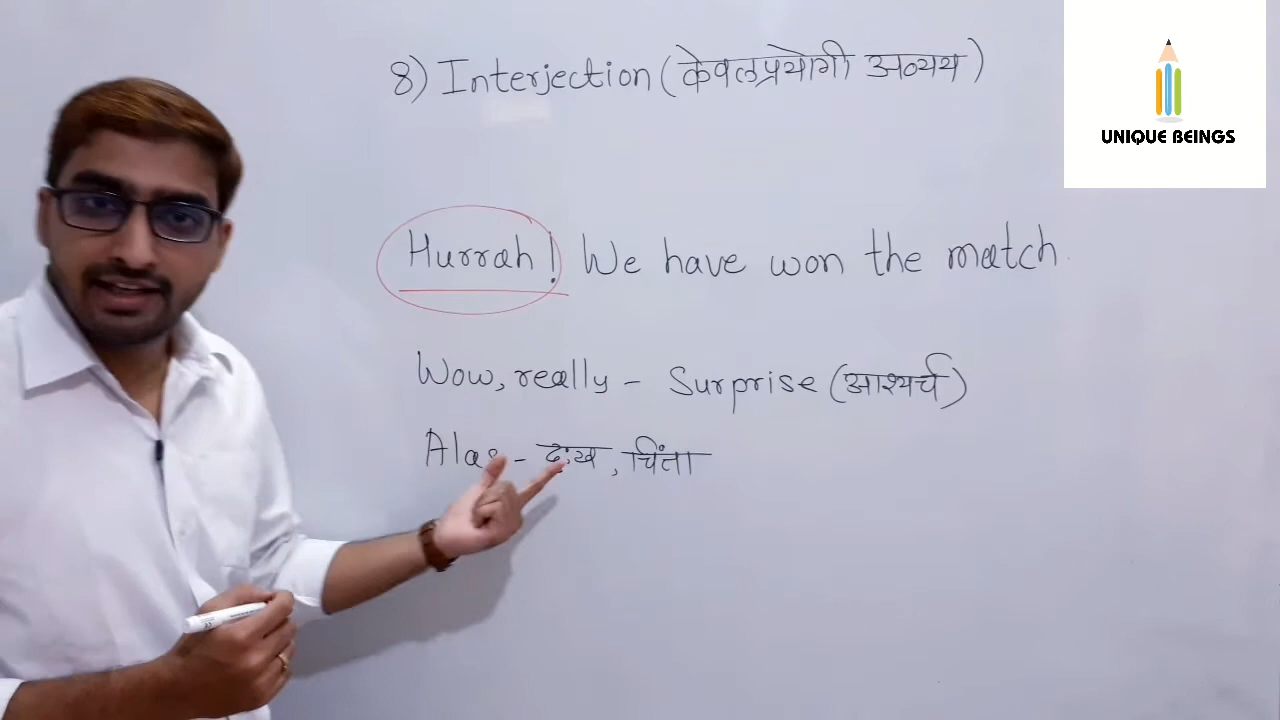 8) Interjection (केवलप्रयोगी अव्यय)
UNIQUE BEINGS
Hurrah! We have won the match.
Wow, really - Surprise (आश्यर्च)
Alas - दुःख, चिंता